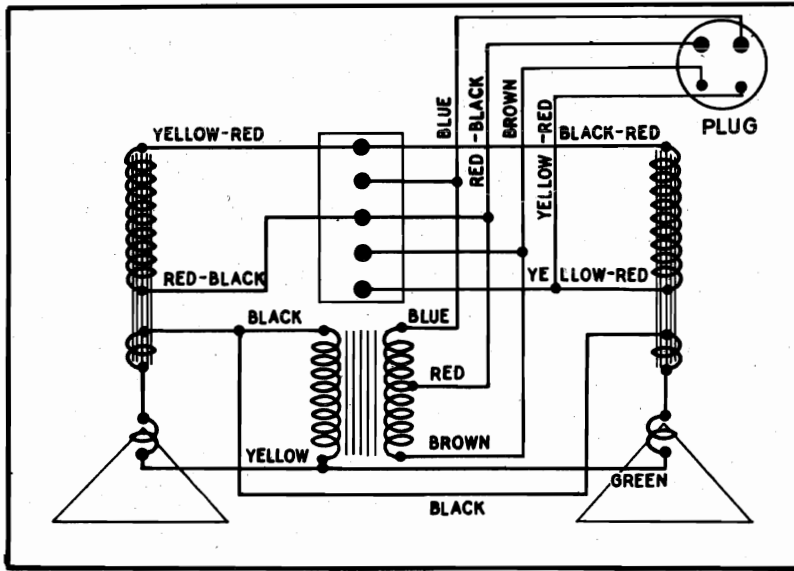 BLUE
RED-BLACK
BROWN
YELLOW-RED
PLUG
YELLOW-RED
BLACK-RED
RED-BLACK
YELLOW-RED
BLACK
BLUE
RED
YELLOW
BROWN
GREEN
BLACK